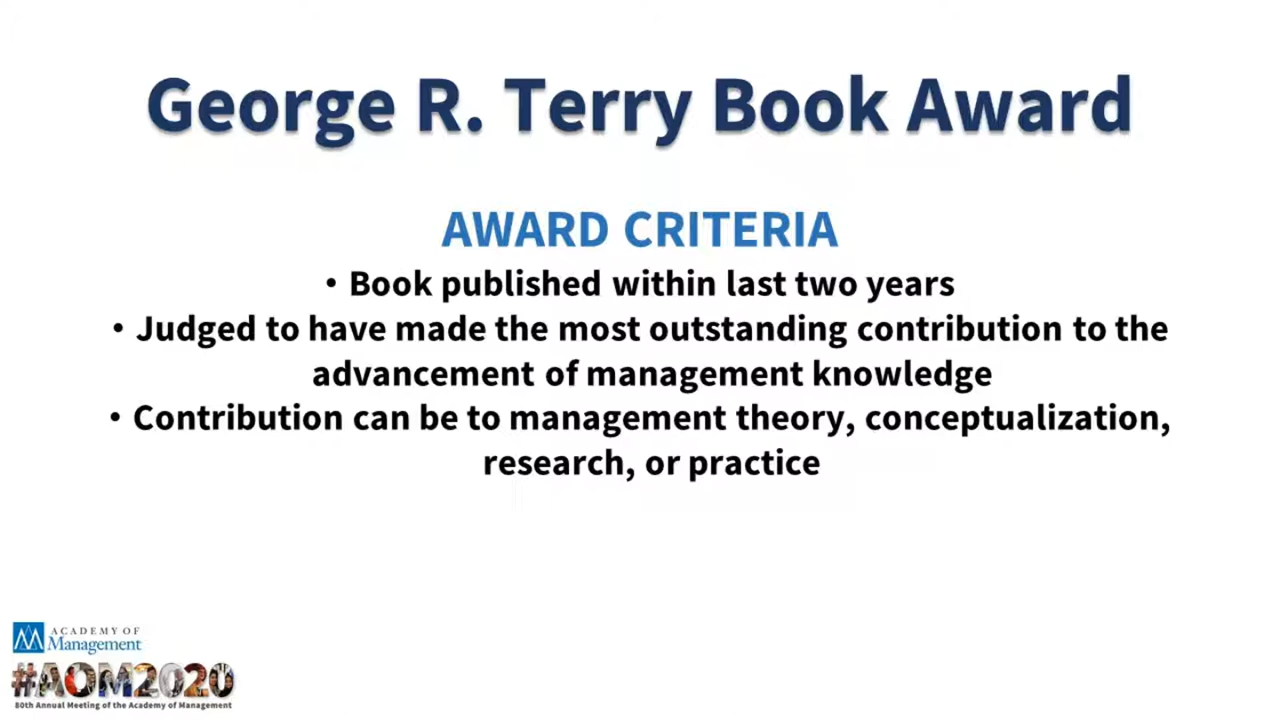 George R. Terry Book Award
AWARD CRITERIA
• Book published within last two years
• Judged to have made the most outstanding contribution to the
advancement of management knowledge
• Contribution can be to management theory, conceptualization,
research, or practice
ACADEMY OF
Management
#AOM2020
80th Annual Meeting of the Academy of Management